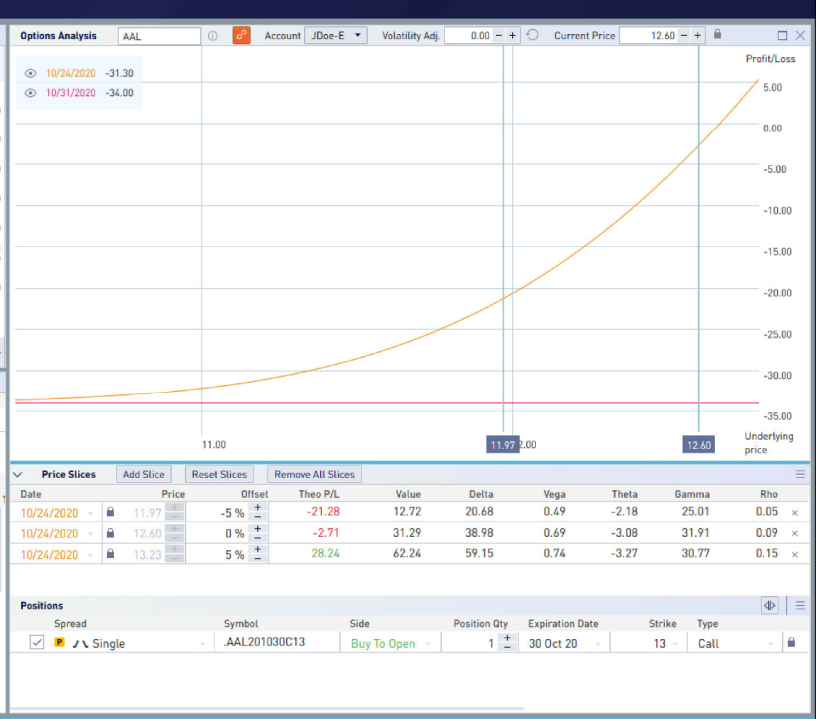 Options Analysis AAL Account JDoe-E Volatility Adj. 0.00 - + Current Price 12.60 - +
Profit/Loss
10/24/2020 -31.30
10/31/2020 -34.00
5.00
0.00
-5.00
-10.00
-15.00
-20.00
-25.00
-30.00
-35.00
11.00 11.97 2.00 12.60 Underlying
price
Price Slices Add Slice Reset Slices Remove All Slices
Date Price Offset Theo P/L Value Delta Vega Theta Gamma Rho
10/24/2020 11.97 + - -5 % + - -21.28 12.72 20.68 0.49 -2.18 25.01 0.05 ×
10/24/2020 12.60 + - 0 % + - -2.71 31.29 38.98 0.69 -3.08 31.91 0.09 ×
10/24/2020 13.23 + - 5 % + - 28.24 62.24 59.15 0.74 -3.27 30.77 0.15 ×
Positions
Spread Symbol Side Position Qty Expiration Date Strike Type
P Single .AAL201030C13 Buy To Open 1 + - 30 Oct 20 13 Call